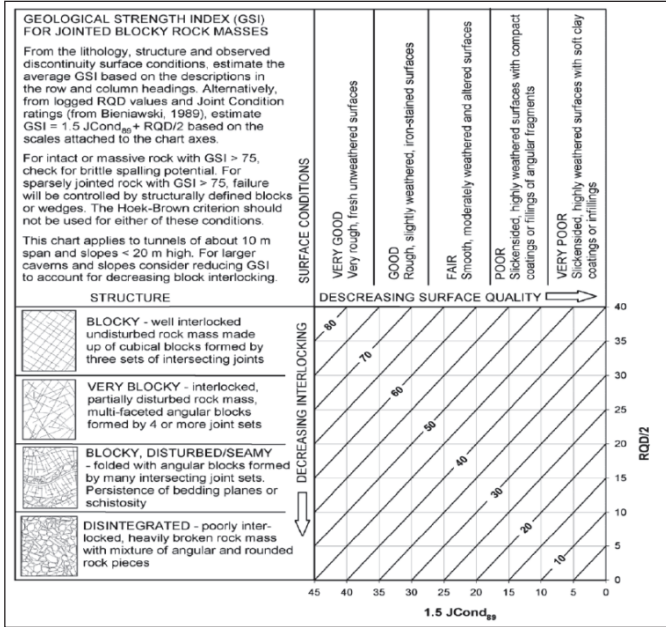 GEOLOGICAL STRENGTH INDEX (GSI)
FOR JOINTED BLOCKY ROCK MASSES
From the lithology, structure and observed
discontinuity surface conditions, estimate the
average GSI based on the descriptions in
the row and column headings. Alternatively,
from logged RQD values and Joint Condition
ratings (from Bieniawski, 1989), estimate
GSI = 1.5 JCond89 + RQD/2 based on the
scales attached to the chart axes.
For intact or massive rock with GSI > 75,
check for brittle spalling potential. For
sparsely jointed rock with GSI > 75, failure
will be controlled by structurally defined blocks
or wedges. The Hoek-Brown criterion should
not be used for either of these conditions.
This chart applies to tunnels of about 10 m
span and slopes < 20 m high. For larger
caverns and slopes consider reducing GSI
to account for decreasing block interlocking.
SURFACE CONDITIONS
VERY GOOD
Very rough, fresh unweathered surfaces
GOOD
Rough, slightly weathered, iron-stained surfaces
FAIR
Smooth, moderately weathered and altered surfaces
POOR
Slickensided, highly weathered surfaces with compact
coatings or fillings of angular fragments
VERY POOR
Slickensided, highly weathered surfaces with soft clay
coatings or infillings
STRUCTURE
DESCREASING SURFACE QUALITY
BLOCKY - well interlocked
undisturbed rock mass made
up of cubical blocks formed by
three sets of intersecting joints
VERY BLOCKY - interlocked,
partially disturbed rock mass,
multi-faceted angular blocks
formed by 4 or more joint sets
BLOCKY, DISTURBED/SEAMY
- folded with angular blocks formed
by many intersecting joint sets.
Persistence of bedding planes or
schistosity
DISINTEGRATED - poorly inter-
locked, heavily broken rock mass
with mixture of angular and rounded
rock pieces
DECREASING INTERLOCKING
80
70
60
50
40
30
20
10
40
35
30
25
20
15
10
5
0
RQD/2
45 40 35 30 25 20 15 10 5 0
1.5 JCond89